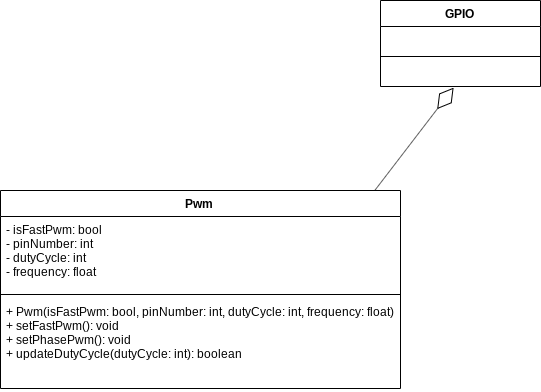 GPIO
Pwm
- isFastPwm: bool
- pinNumber: int
- dutyCycle: int
- frequency: float
+ Pwm(isFastPwm: bool, pinNumber: int, dutyCycle: int, frequency: float)
+ setFastPwm(): void
+ setPhasePwm(): void
+ updateDutyCycle(dutyCycle: int): boolean